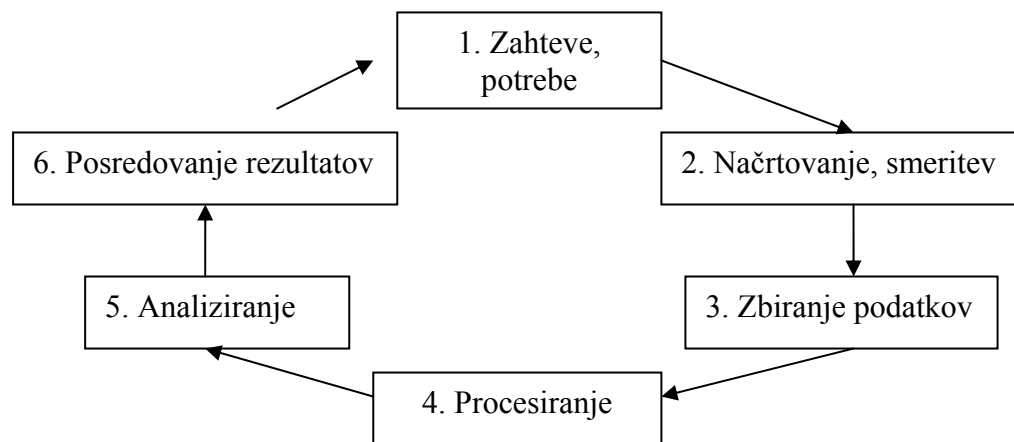 1. Zahteve,
potrebe
2. Načrtovanje, smeritev
3. Zbiranje podatkov
4. Procesiranje
5. Analiziranje
6. Posredovanje rezultatov